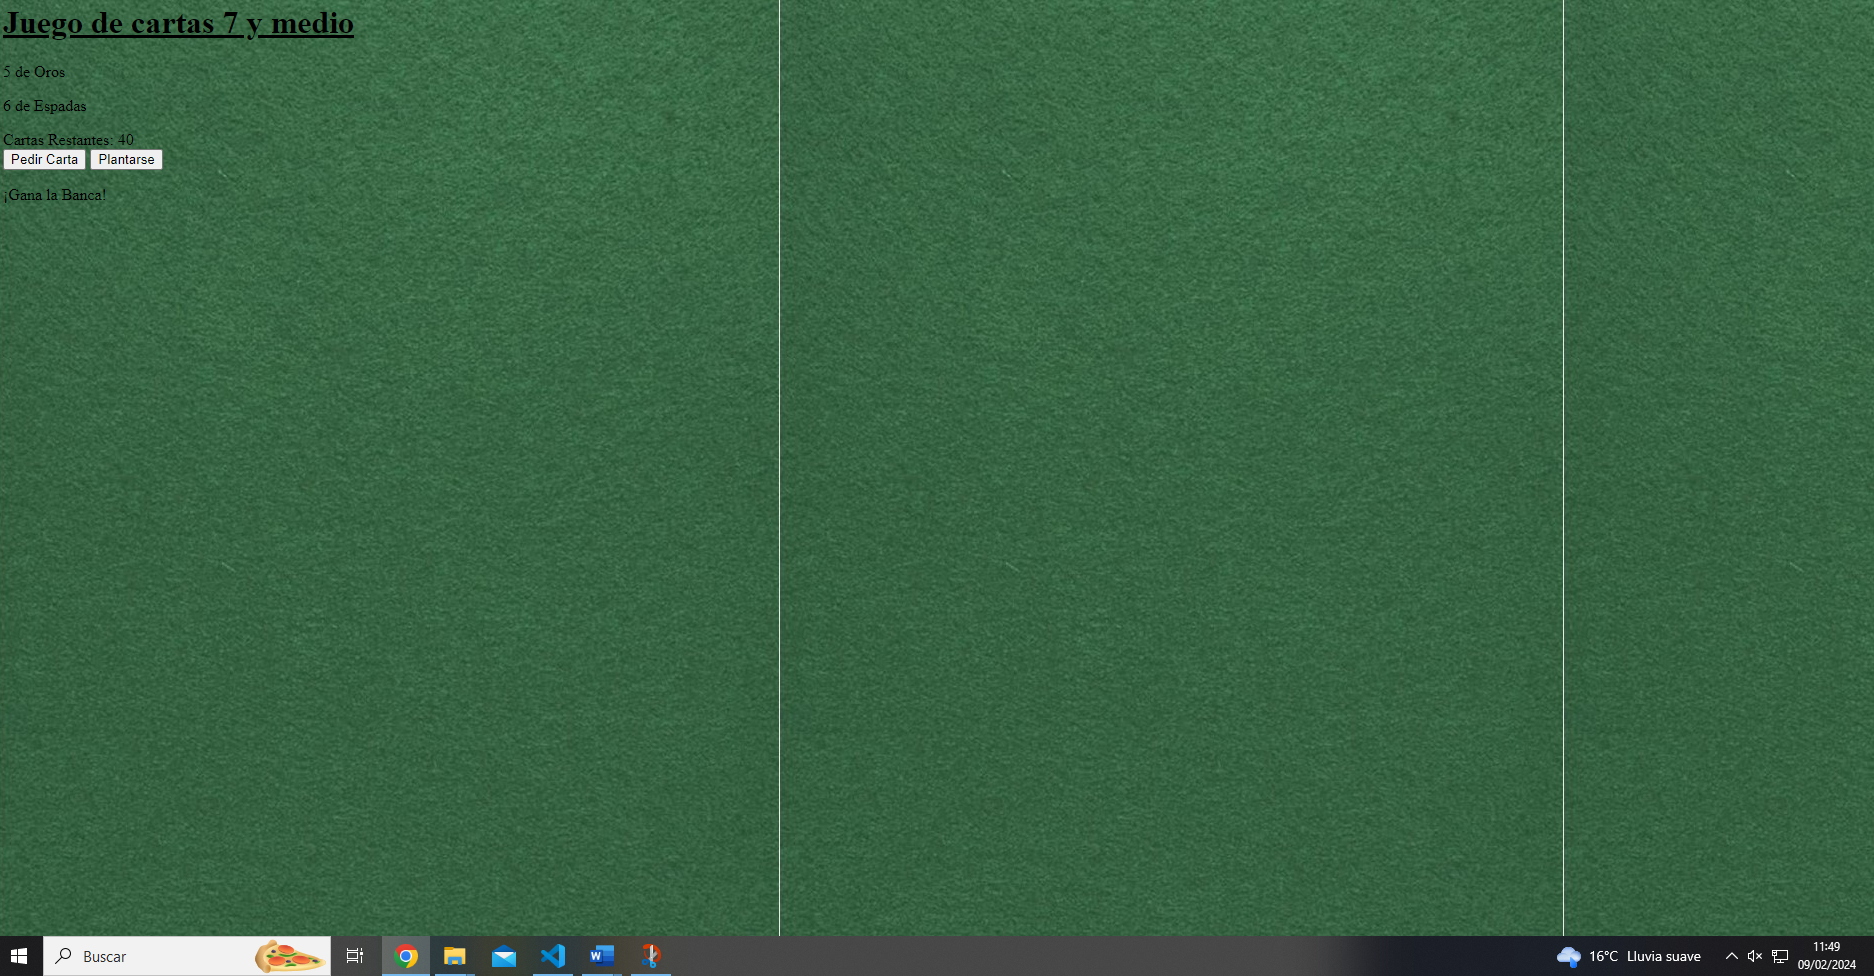 Juego de cartas 7 y medio
5 de Oros
6 de Espadas
Cartas Restantes: 40
Pedir Carta Plantarse
¡Gana la Banca!
Buscar
16°C Lluvia suave
11:49
09/02/2024